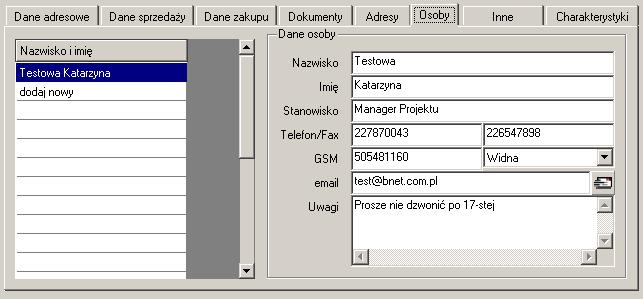 Dane adresowe Dane sprzedaży Dane zakupu Dokumenty Adresy Osoby Inne Charakterystyki
Nazwisko i imię
Testowa Katarzyna
dodaj nowy
Dane osoby
Nazwisko Testowa
Imię Katarzyna
Stanowisko Manager Projektu
Telefon/Fax 227870043 226547898
GSM 505481160 Widna
email test@bnet.com.pl
Uwagi Prosze nie dzwonić po 17-stej